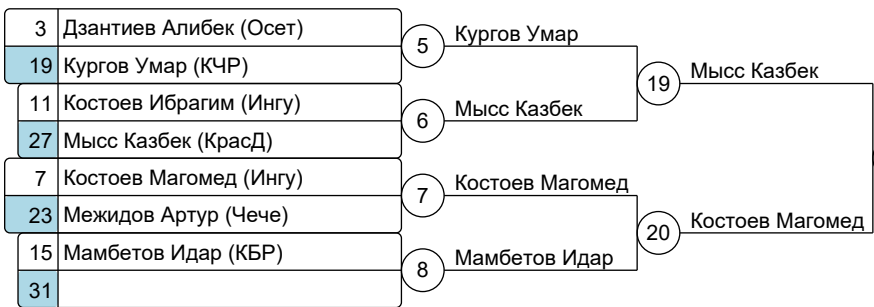 3 Дзантиев Алибек (Осет)
19 Кургов Умар (КЧР)
5 Кургов Умар
11 Костоев Ибрагим (Ингу)
27 Мысс Казбек (КрасД)
6 Мысс Казбек
19 Мысс Казбек
7 Костоев Магомед (Ингу)
23 Межидов Артур (Чече)
7 Костоев Магомед
15 Мамбетов Идар (КБР)
31
8 Мамбетов Идар
20 Костоев Магомед